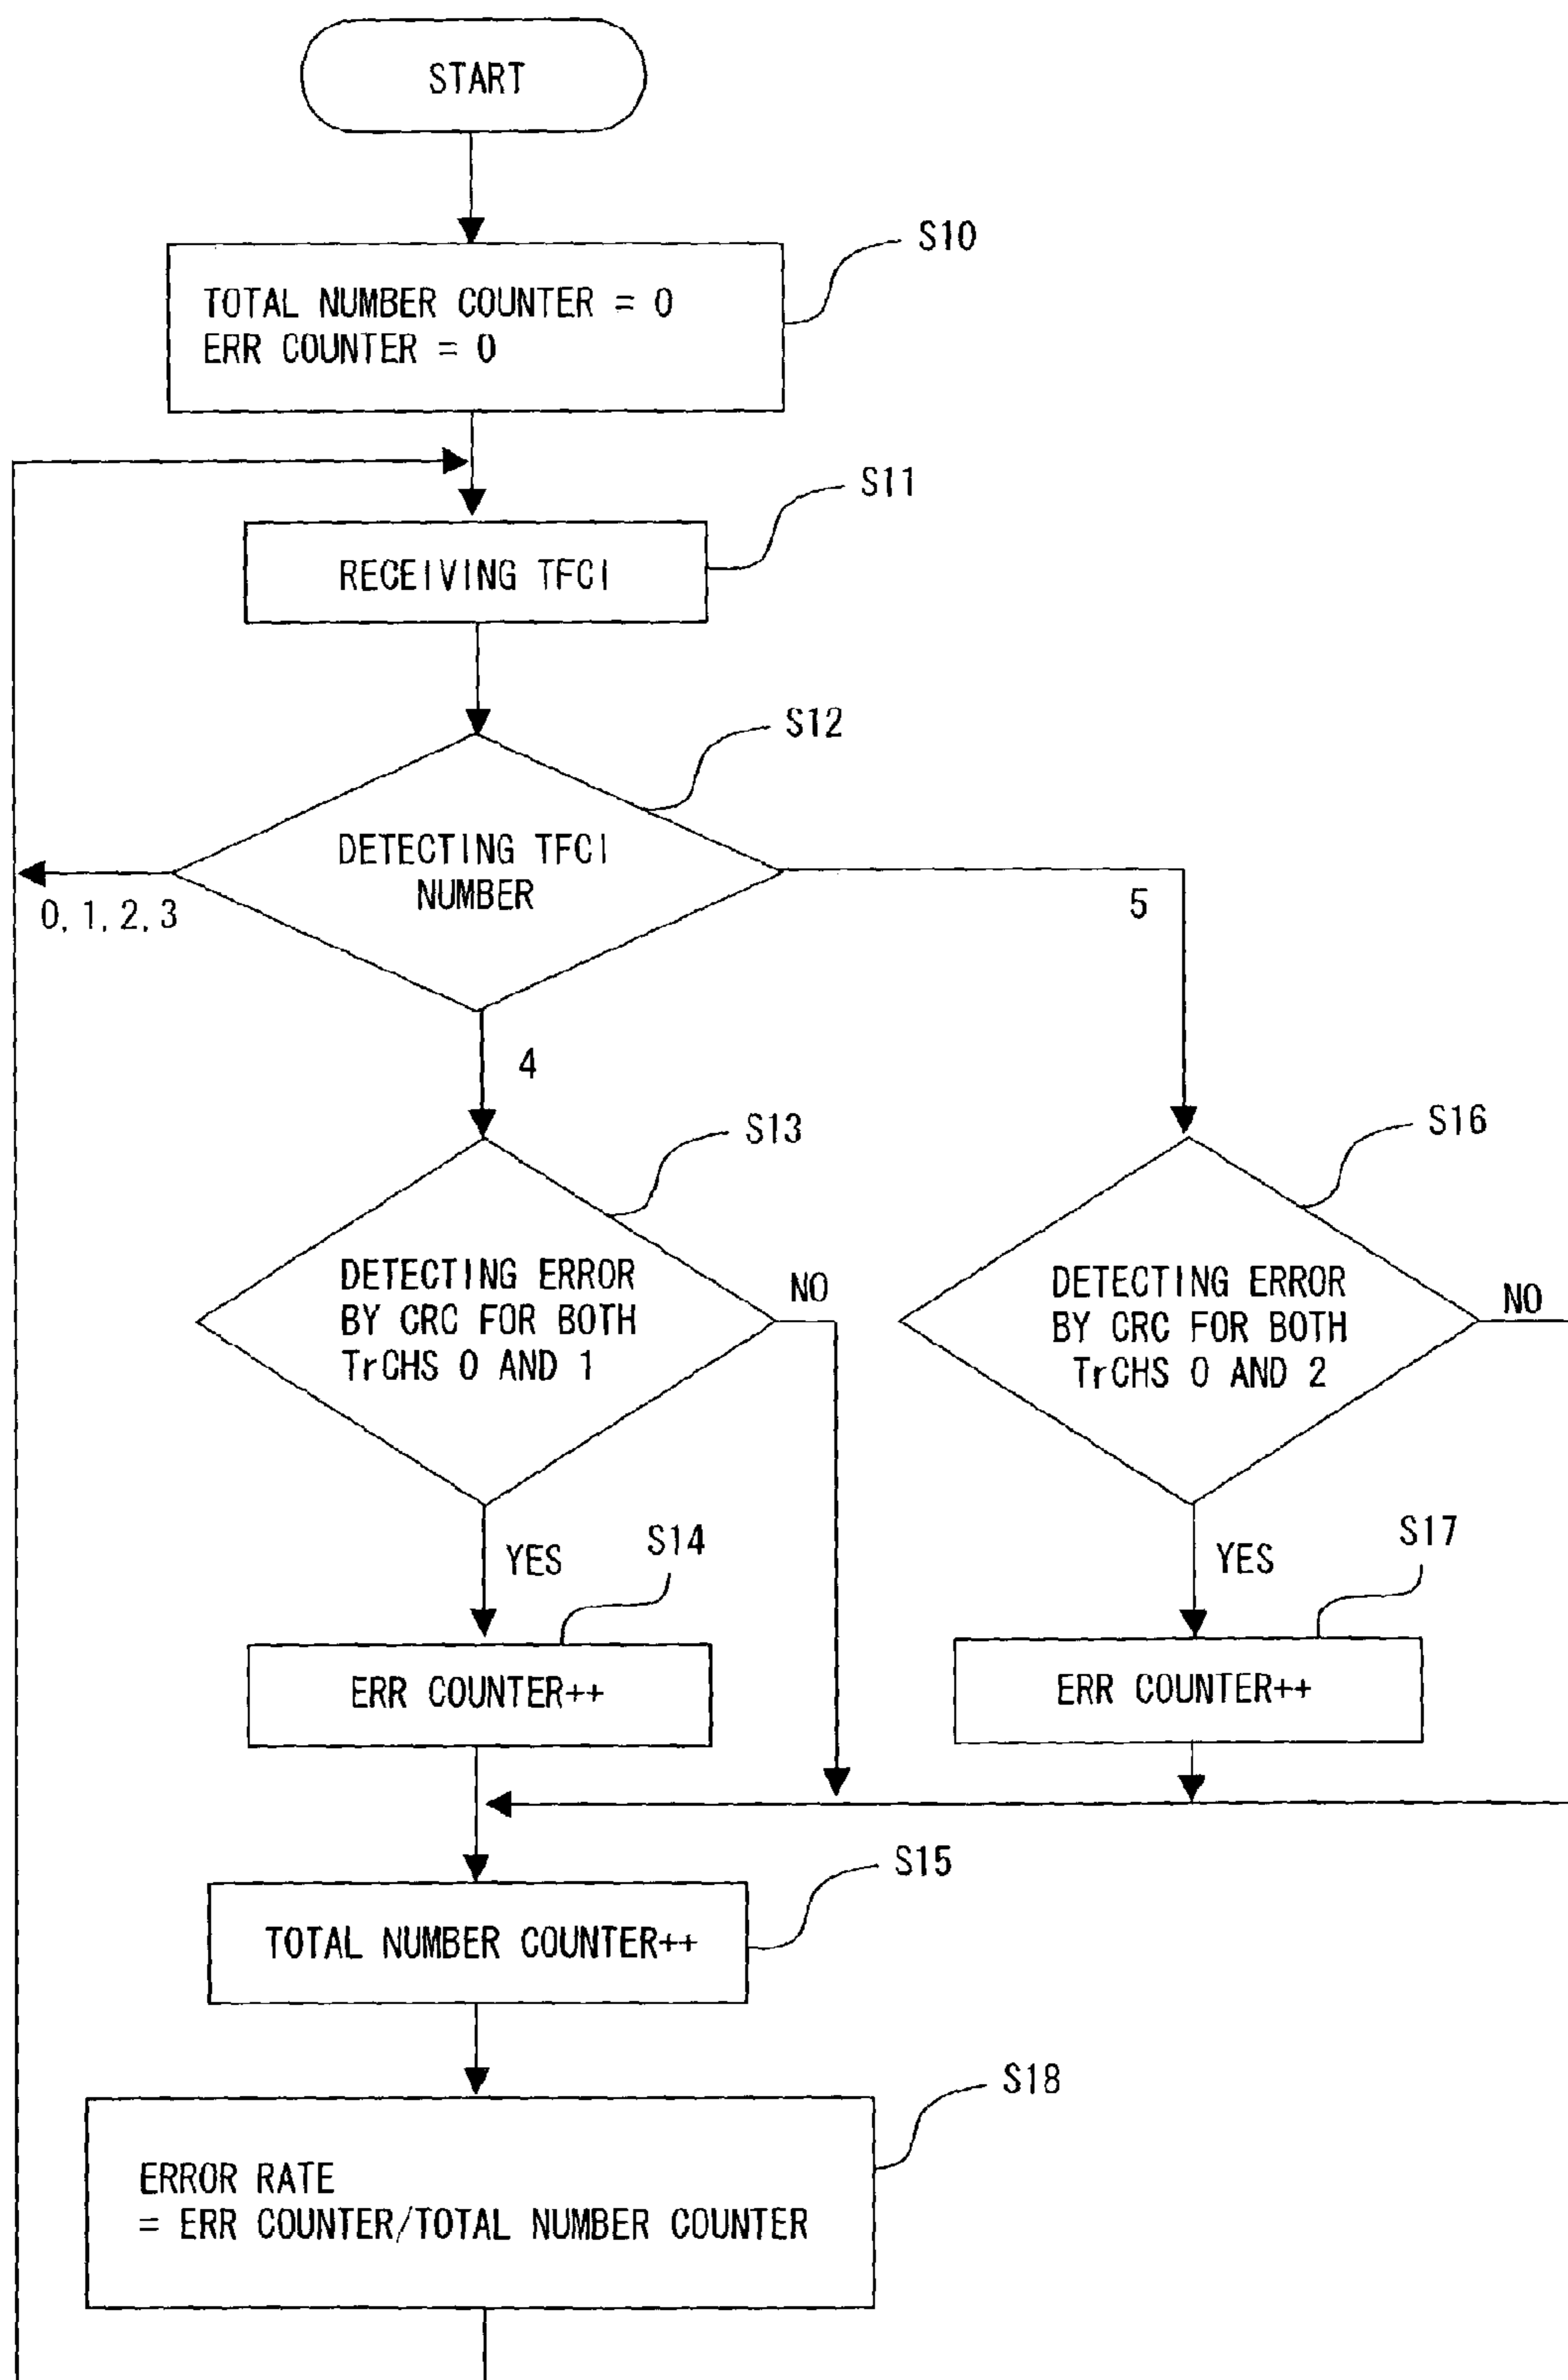 START
S10
TOTAL NUMBER COUNTER = 0
ERR COUNTER = 0
S11
RECEIVING TFCI
S12
DETECTING TFCI
NUMBER
0, 1, 2, 3
5
4
S13
S16
DETECTING ERROR
BY CRC FOR BOTH
TrCHS 0 AND 1
NO
DETECTING ERROR
BY CRC FOR BOTH
TrCHS 0 AND 2
NO
YES
S14
YES
S17
ERR COUNTER++
ERR COUNTER++
S15
TOTAL NUMBER COUNTER++
S18
ERROR RATE
= ERR COUNTER/TOTAL NUMBER COUNTER